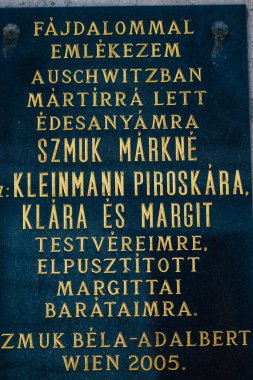 FÁJDALOMMAL
EMLÉKEZEM
AUSCHWITZBAN
MÀRTÍRRÁ LETT
ÉDESANYÁMRA
SZMUK MÁRKNÉ
z:KLEINMANN PIROSKÁRA,
KLÁRA ÉS MARGIT
TESTVÉREIMRE,
ELPUSZTÍTOTT
MARGITTAI
BARÁTAIMRA.
ZMUK BÉLA-ADALBERT
WIEN 2005.